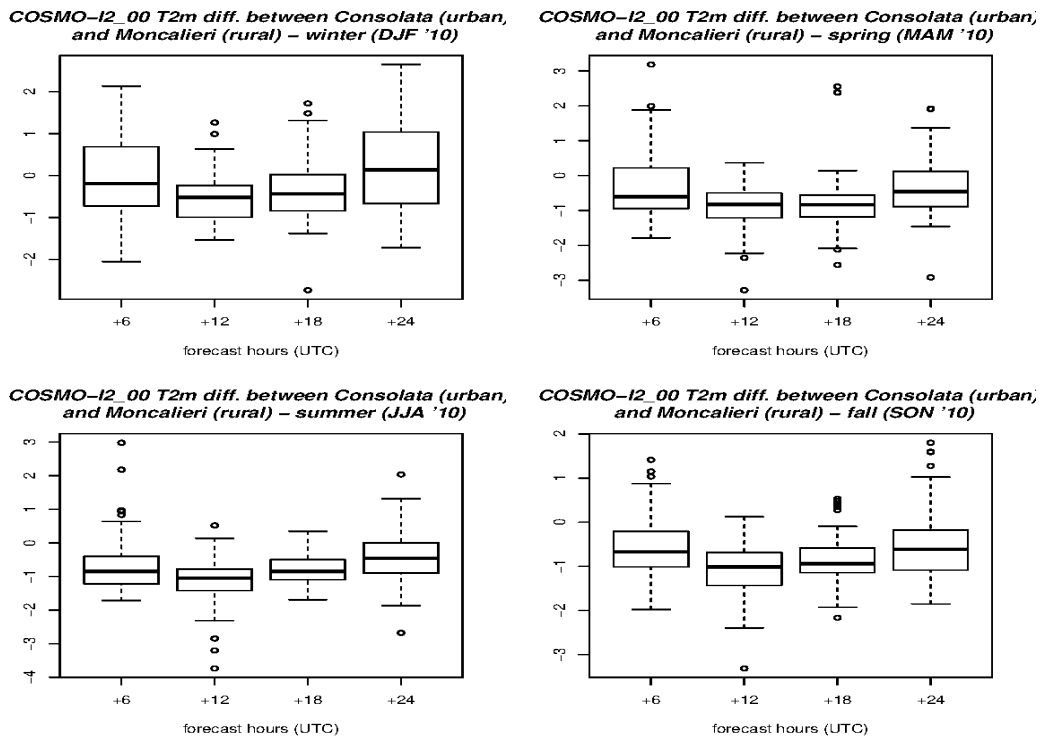 COSMO-I2_00 T2m diff. between Consolata (urban)
and Moncalieri (rural) – winter (DJF '10)
2
1
0
-1
-2
+6 +12 +18 +24
forecast hours (UTC)
COSMO-I2_00 T2m diff. between Consolata (urban)
and Moncalieri (rural) – spring (MAM '10)
3
2
1
0
-1
-2
-3
+6 +12 +18 +24
forecast hours (UTC)
COSMO-I2_00 T2m diff. between Consolata (urban)
and Moncalieri (rural) – summer (JJA '10)
3
2
1
0
-1
-2
-3
-4
+6 +12 +18 +24
forecast hours (UTC)
COSMO-I2_00 T2m diff. between Consolata (urban)
and Moncalieri (rural) – fall (SON '10)
2
1
0
-1
-2
-3
+6 +12 +18 +24
forecast hours (UTC)